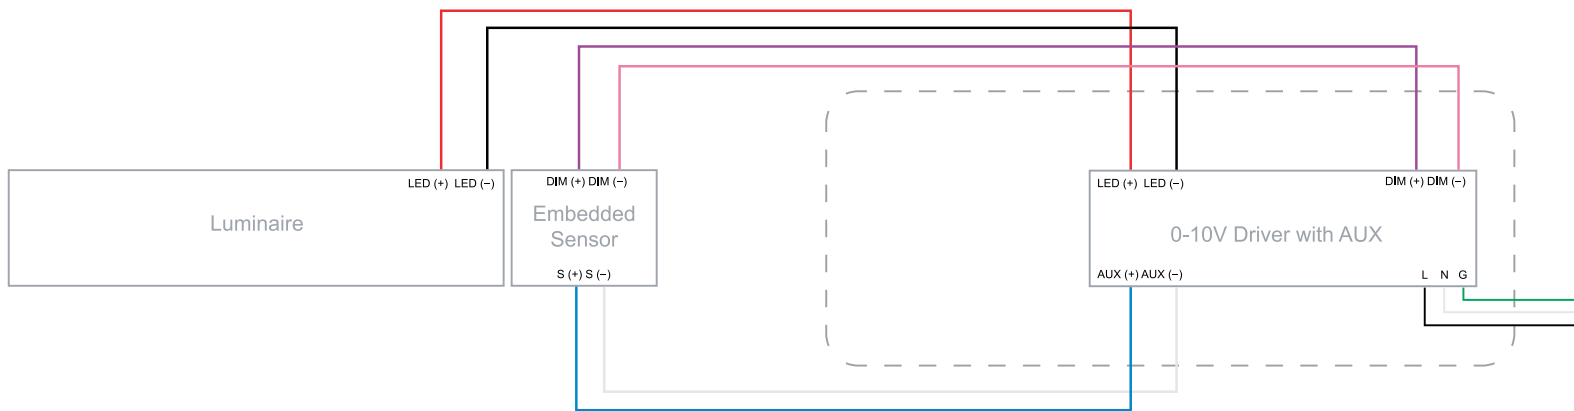 LED (+) LED (–)
Luminaire
DIM (+) DIM (–)
Embedded
Sensor
S (+) S (–)
LED (+) LED (–)
DIM (+) DIM (–)
0-10V Driver with AUX
AUX (+) AUX (–)
L N G